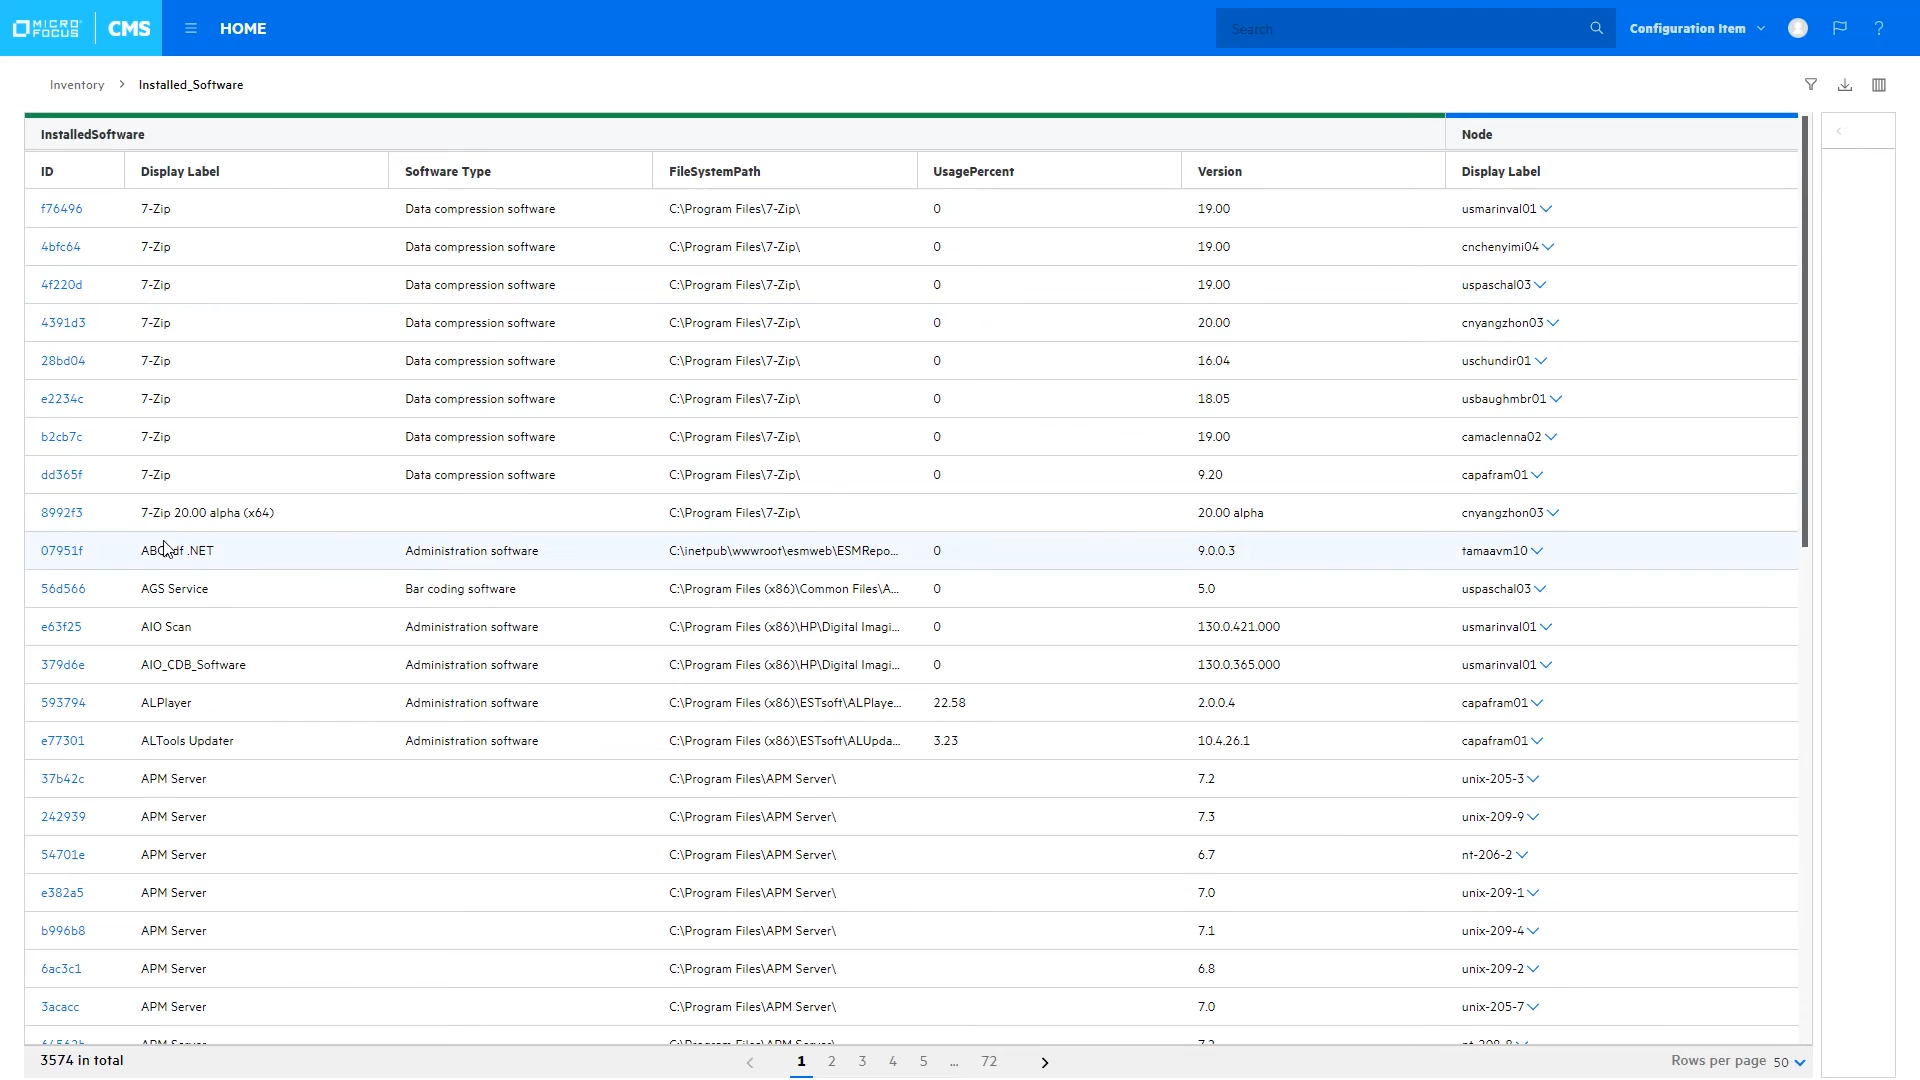 MICRO FOCUS CMS HOME Search Configuration Item ?
Inventory > Installed_Software
InstalledSoftware Node
ID Display Label Software Type FileSystemPath UsagePercent Version Display Label
f76496 7-Zip Data compression software C:\Program Files\7-Zip\ 0 19.00 usmarinval01
4bfc64 7-Zip Data compression software C:\Program Files\7-Zip\ 0 19.00 cnchenyimi04
4f220d 7-Zip Data compression software C:\Program Files\7-Zip\ 0 19.00 uspaschal03
4391d3 7-Zip Data compression software C:\Program Files\7-Zip\ 0 20.00 cnyangzhon03
28bd04 7-Zip Data compression software C:\Program Files\7-Zip\ 0 16.04 uschundir01
e2234c 7-Zip Data compression software C:\Program Files\7-Zip\ 0 18.05 usbaughmbr01
b2cb7c 7-Zip Data compression software C:\Program Files\7-Zip\ 0 19.00 camaclenna02
dd365f 7-Zip Data compression software C:\Program Files\7-Zip\ 0 9.20 capafram01
8992f3 7-Zip 20.00 alpha (x64) C:\Program Files\7-Zip\ 20.00 alpha cnyangzhon03
07951f .NET Administration software C:\inetpub\wwwroot\esmweb\ESMRepo... 0 9.0.0.3 tamaavm10
56d566 AGS Service Bar coding software C:\Program Files (x86)\Common Files\A... 0 5.0 uspaschal03
e63f25 AIO Scan Administration software C:\Program Files (x86)\HP\Digital Imagi... 0 130.0.421.000 usmarinval01
379d6e AIO_CDB_Software Administration software C:\Program Files (x86)\HP\Digital Imagi... 0 130.0.365.000 usmarinval01
593794 ALPlayer Administration software C:\Program Files (x86)\ESTsoft\ALPlaye... 22.58 2.0.0.4 capafram01
e77301 ALTools Updater Administration software C:\Program Files (x86)\ESTsoft\ALUpda... 3.23 10.4.26.1 capafram01
37b42c APM Server C:\Program Files\APM Server\ 7.2 unix-205-3
242939 APM Server C:\Program Files\APM Server\ 7.3 unix-209-9
54701e APM Server C:\Program Files\APM Server\ 6.7 nt-206-2
e382a5 APM Server C:\Program Files\APM Server\ 7.0 unix-209-1
b996b8 APM Server C:\Program Files\APM Server\ 7.1 unix-209-4
6ac3c1 APM Server C:\Program Files\APM Server\ 6.8 unix-209-2
3acacc APM Server C:\Program Files\APM Server\ 7.0 unix-205-7
APM Server C:\Program Files\APM Server\
3574 in total < 1 2 3 4 5 ... 72 > Rows per page 50